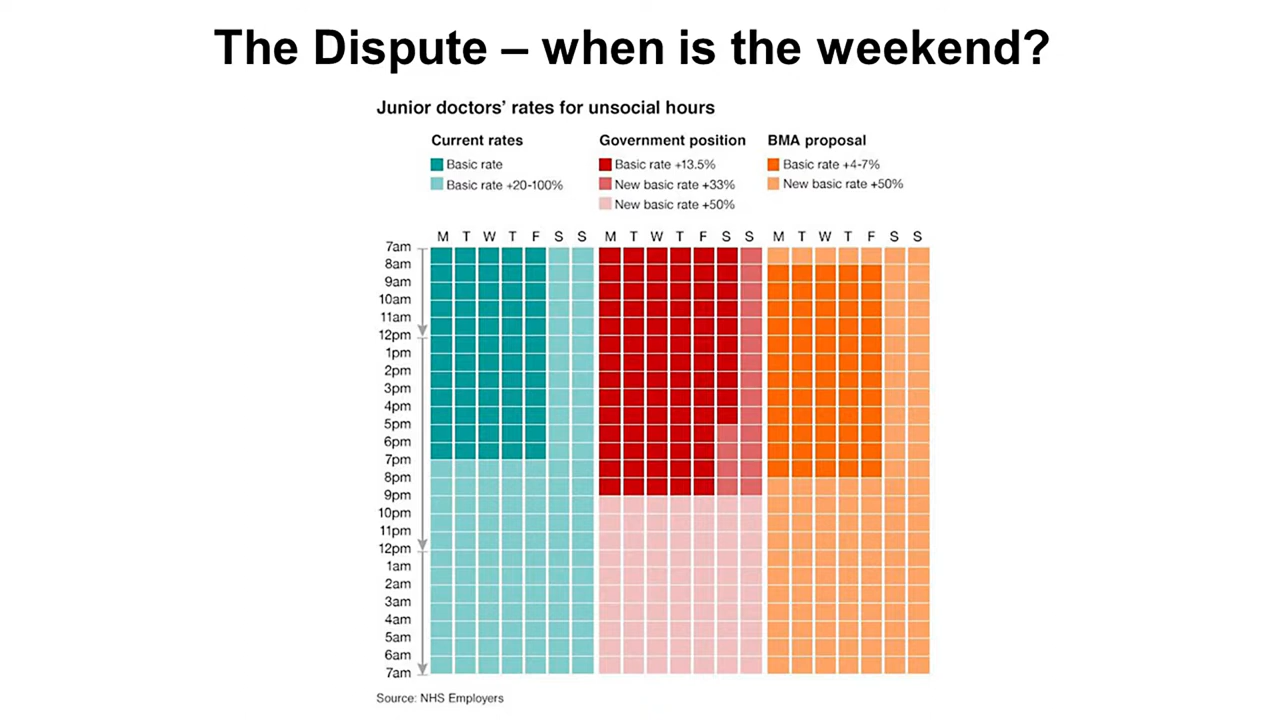 The Dispute – when is the weekend?
Junior doctors’ rates for unsocial hours
Current rates
Basic rate
Basic rate +20-100%
Government position
Basic rate +13.5%
New basic rate +33%
New basic rate +50%
BMA proposal
Basic rate +4-7%
New basic rate +50%
M T W T F S S M T W T F S S M T W T F S S
7am
8am
9am
10am
11am
12pm
1pm
2pm
3pm
4pm
5pm
6pm
7pm
8pm
9pm
10pm
11pm
12pm
1am
2am
3am
4am
5am
6am
7am
Source: NHS Employers